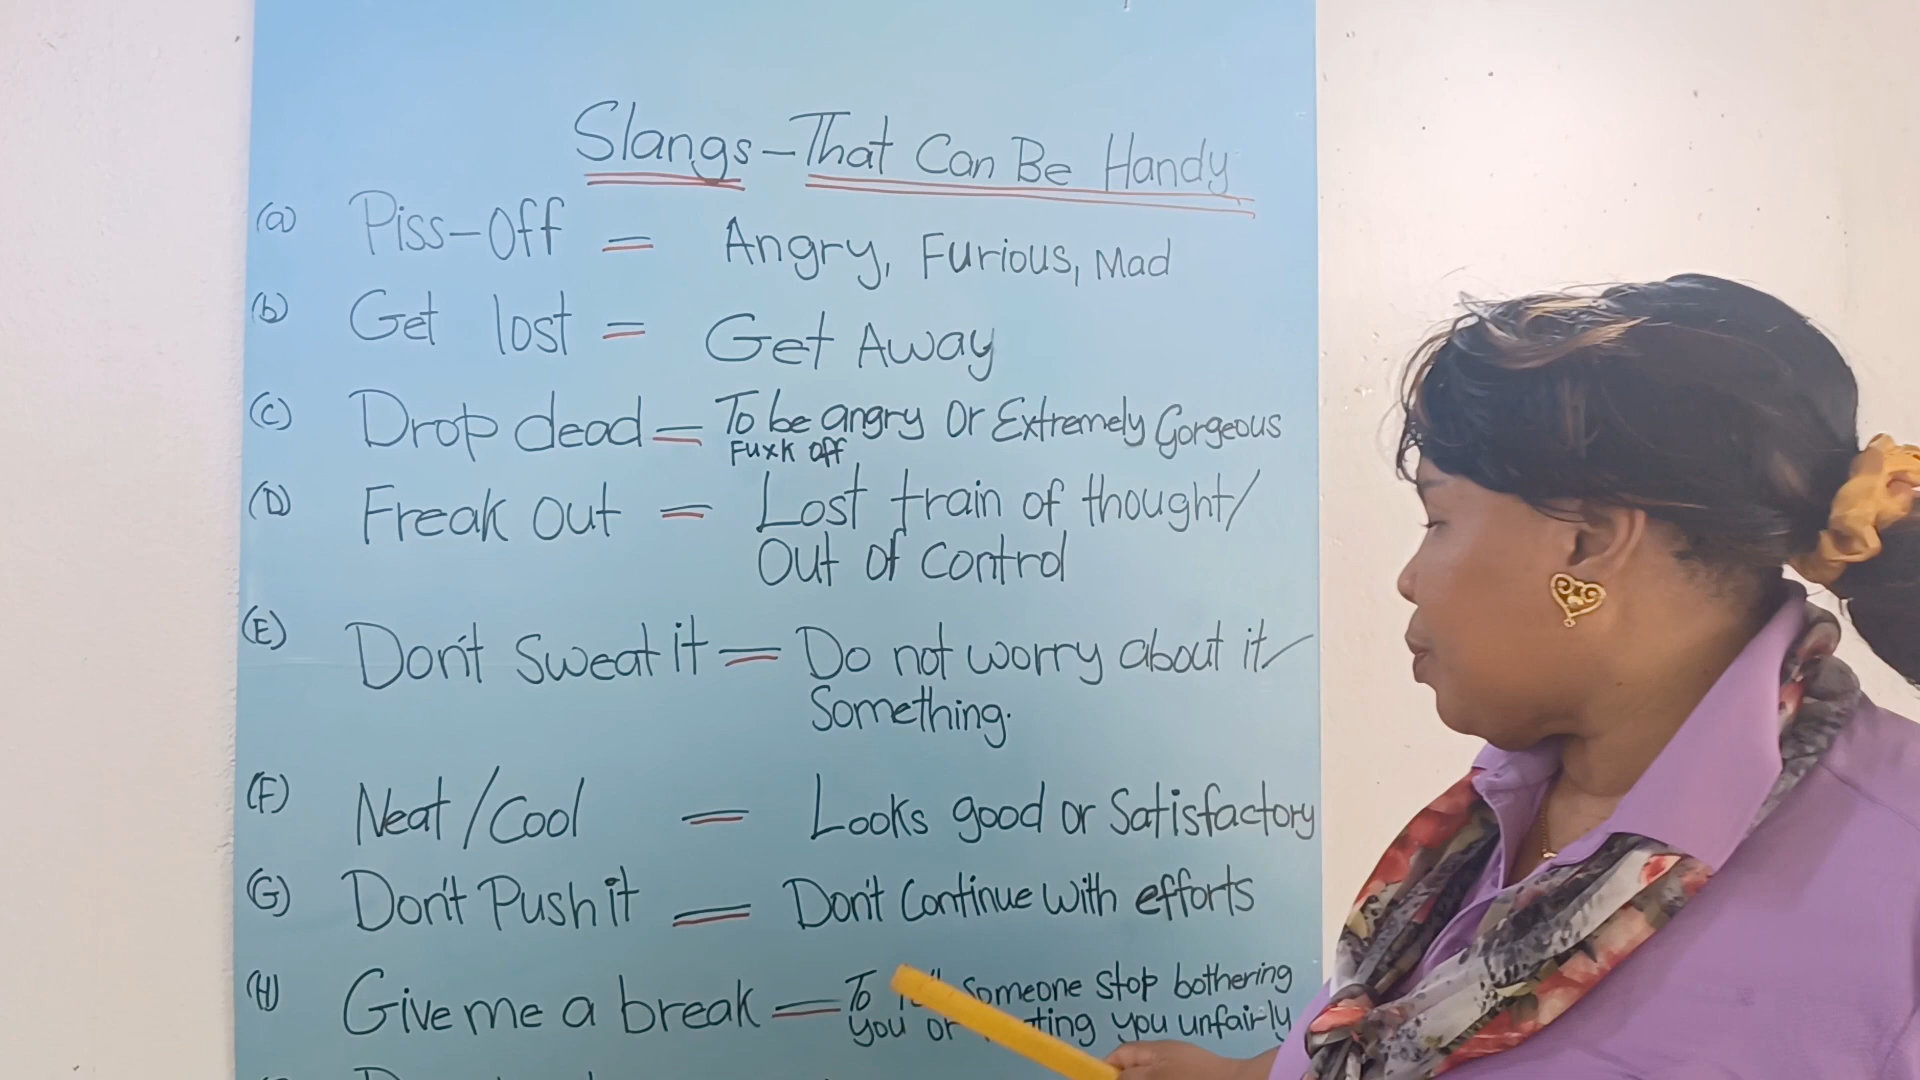 Slangs - That Can Be Handy
(a) Piss-Off = Angry, Furious, Mad
(b) Get lost = Get Away
(c) Drop dead = To be angry Or Extremely Gorgeous
Fuxk Off
(D) Freak out = Lost train of thought/
Out of Control
(E) Don't Sweat it = Do not worry about it/
Something.
(F) Neat/Cool = Looks good or Satisfactory
(G) Don't Push it = Don't Continue With efforts
(H) Give me a break = To Someone Stop bothering
you or you unfairly